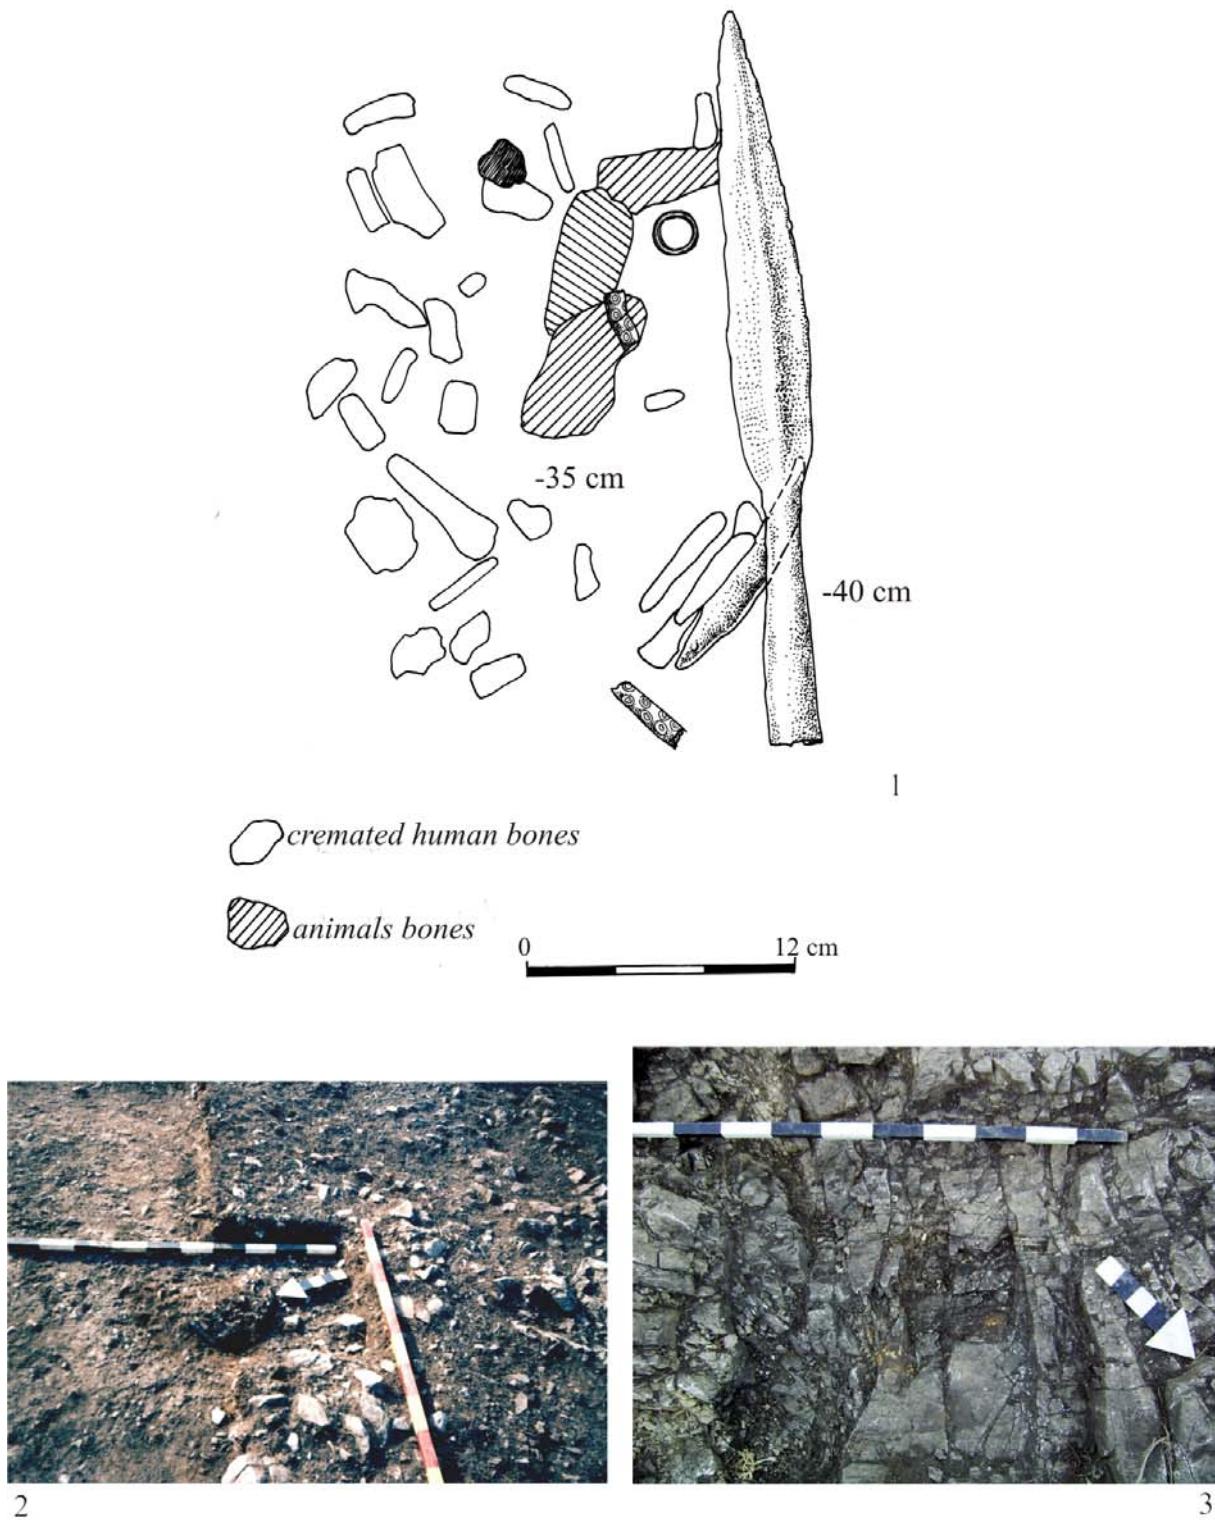 -35 cm
-40 cm
1
cremated human bones
animals bones
0 12 cm
2
3